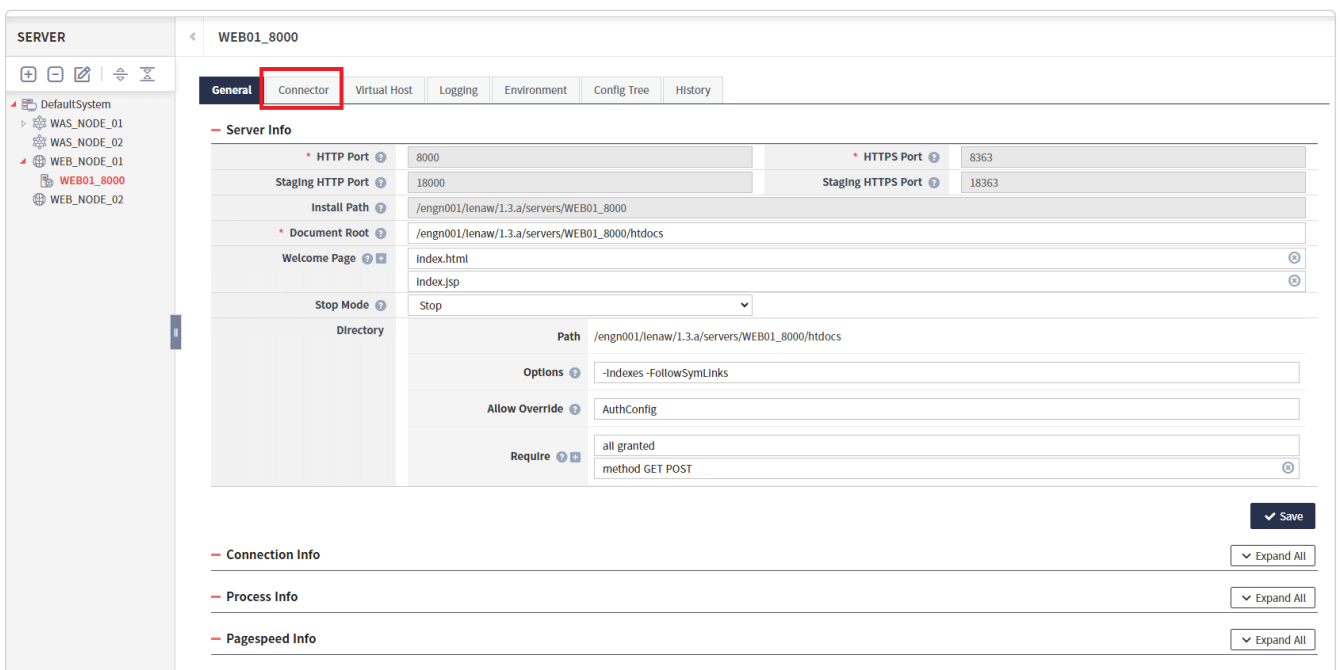 SERVER
WEB01_8000
DefaultSystem
WAS_NODE_01
WAS_NODE_02
WEB_NODE_01
WEB01_8000
WEB_NODE_02
General Connector Virtual Host Logging Environment Config Tree History
Server Info
* HTTP Port ? 8000 * HTTPS Port ? 8363
Staging HTTP Port ? 18000 Staging HTTPS Port ? 18363
Install Path ? /engn001/lenaw/1.3.a/servers/WEB01_8000
* Document Root ? /engn001/lenaw/1.3.a/servers/WEB01_8000/htdocs
Welcome Page ? + index.html
index.jsp
Stop Mode ? Stop
Directory
Path /engn001/lenaw/1.3.a/servers/WEB01_8000/htdocs
Options ? -Indexes -FollowSymLinks
Allow Override ? AuthConfig
Require ? + all granted
method GET POST
Save
Connection Info Expand All
Process Info Expand All
Pagespeed Info Expand All